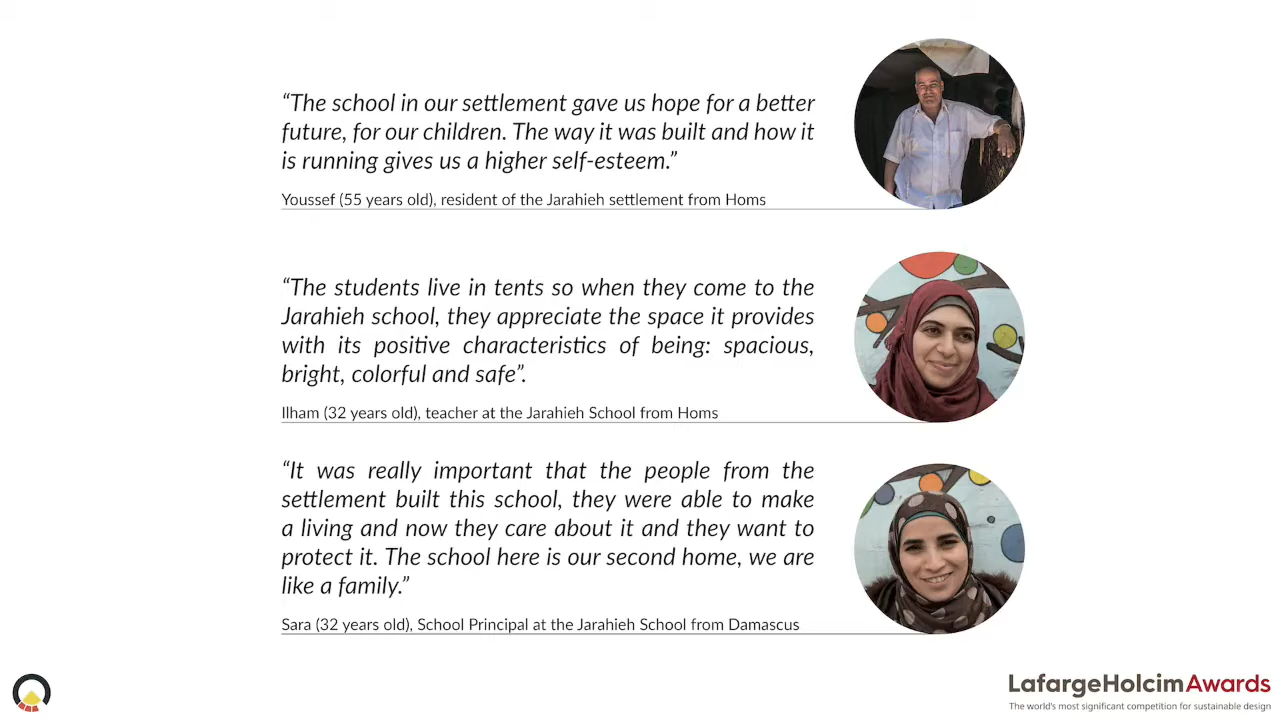 “The school in our settlement gave us hope for a better
future, for our children. The way it was built and how it
is running gives us a higher self-esteem.”
Youssef (55 years old), resident of the Jarahieh settlement from Homs
“The students live in tents so when they come to the
Jarahieh school, they appreciate the space it provides
with its positive characteristics of being: spacious,
bright, colorful and safe”.
Ilham (32 years old), teacher at the Jarahieh School from Homs
“It was really important that the people from the
settlement built this school, they were able to make
a living and now they care about it and they want to
protect it. The school here is our second home, we are
like a family.”
Sara (32 years old), School Principal at the Jarahieh School from Damascus
LafargeHolcimAwards
The world’s most significant competition for sustainable design